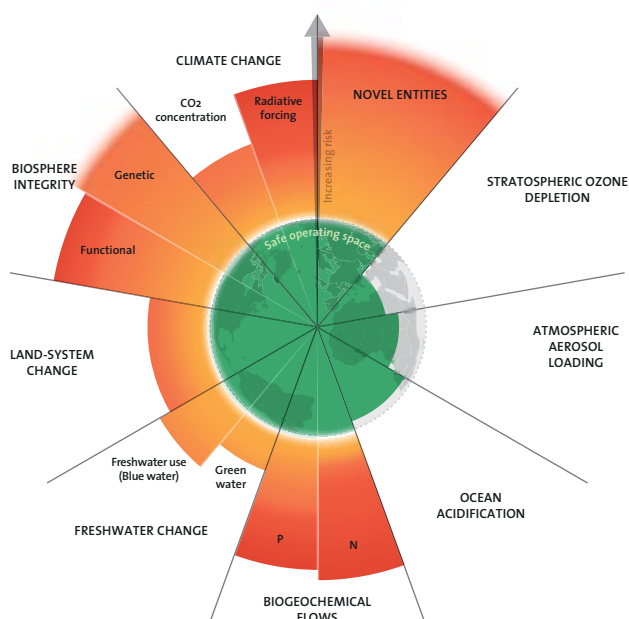 CLIMATE CHANGE
CO2
concentration
Radiative
forcing
NOVEL ENTITIES
Increasing risk
BIOSPHERE
INTEGRITY
Genetic
Functional
STRATOSPHERIC OZONE
DEPLETION
Safe operating space
ATMOSPHERIC
AEROSOL
LOADING
LAND-SYSTEM
CHANGE
Freshwater use
(Blue water)
Green
water
FRESHWATER CHANGE
OCEAN
ACIDIFICATION
P
N
BIOGEOCHEMICAL
FLOWS